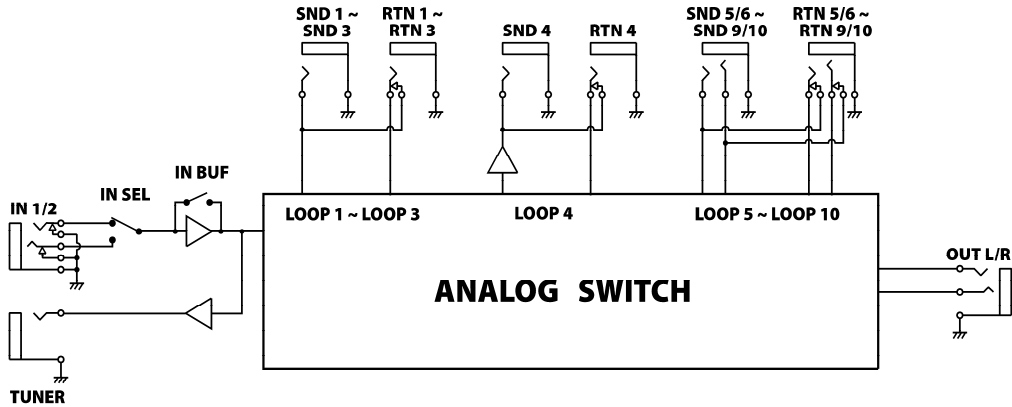 SND 1 ~
SND 3
RTN 1 ~
RTN 3
SND 4
RTN 4
SND 5/6 ~
SND 9/10
RTN 5/6 ~
RTN 9/10
IN BUF
IN SEL
IN 1/2
LOOP 1 ~ LOOP 3
LOOP 4
LOOP 5 ~ LOOP 10
OUT L/R
ANALOG SWITCH
TUNER